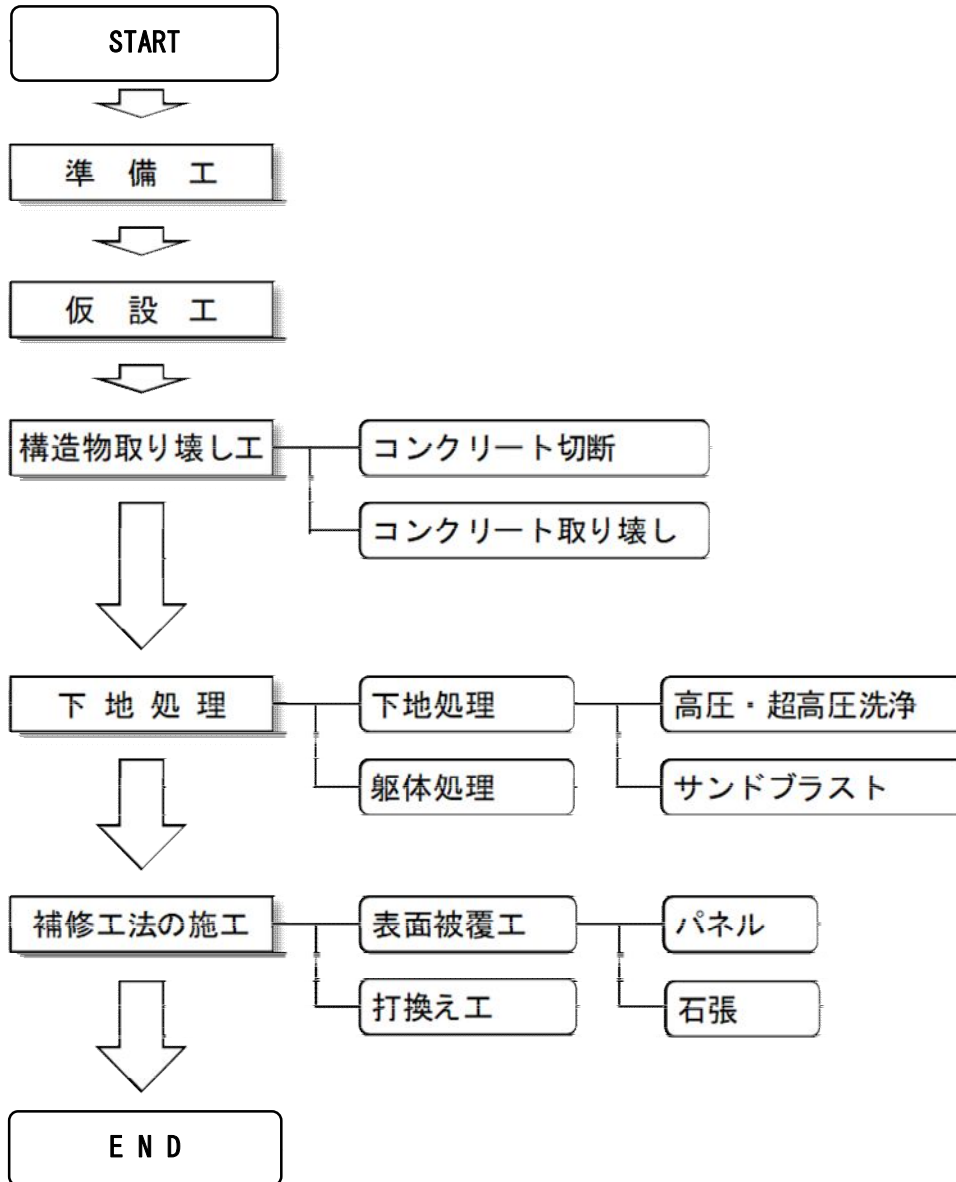 START
準備工
仮設工
構造物取り壊し工
コンクリート切断
コンクリート取り壊し
下地処理
下地処理
高圧・超高圧洗浄
躯体処理
サンドブラスト
補修工法の施工
表面被覆工
パネル
打換え工
石張
END